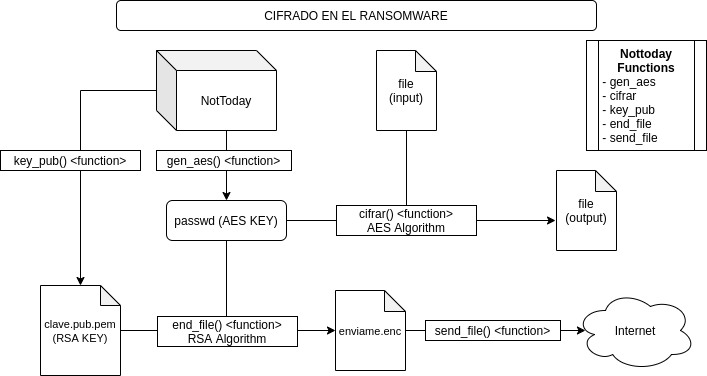 CIFRADO EN EL RANSOMWARE
NotToday
file
(input)
Nottoday
Functions
- gen_aes
- cifrar
- key_pub
- end_file
- send_file
key_pub() <function>
gen_aes() <function>
passwd (AES KEY)
cifrar() <function>
AES Algorithm
file
(output)
clave.pub.pem
(RSA KEY)
end_file() <function>
RSA Algorithm
enviame.enc
send_file() <function>
Internet